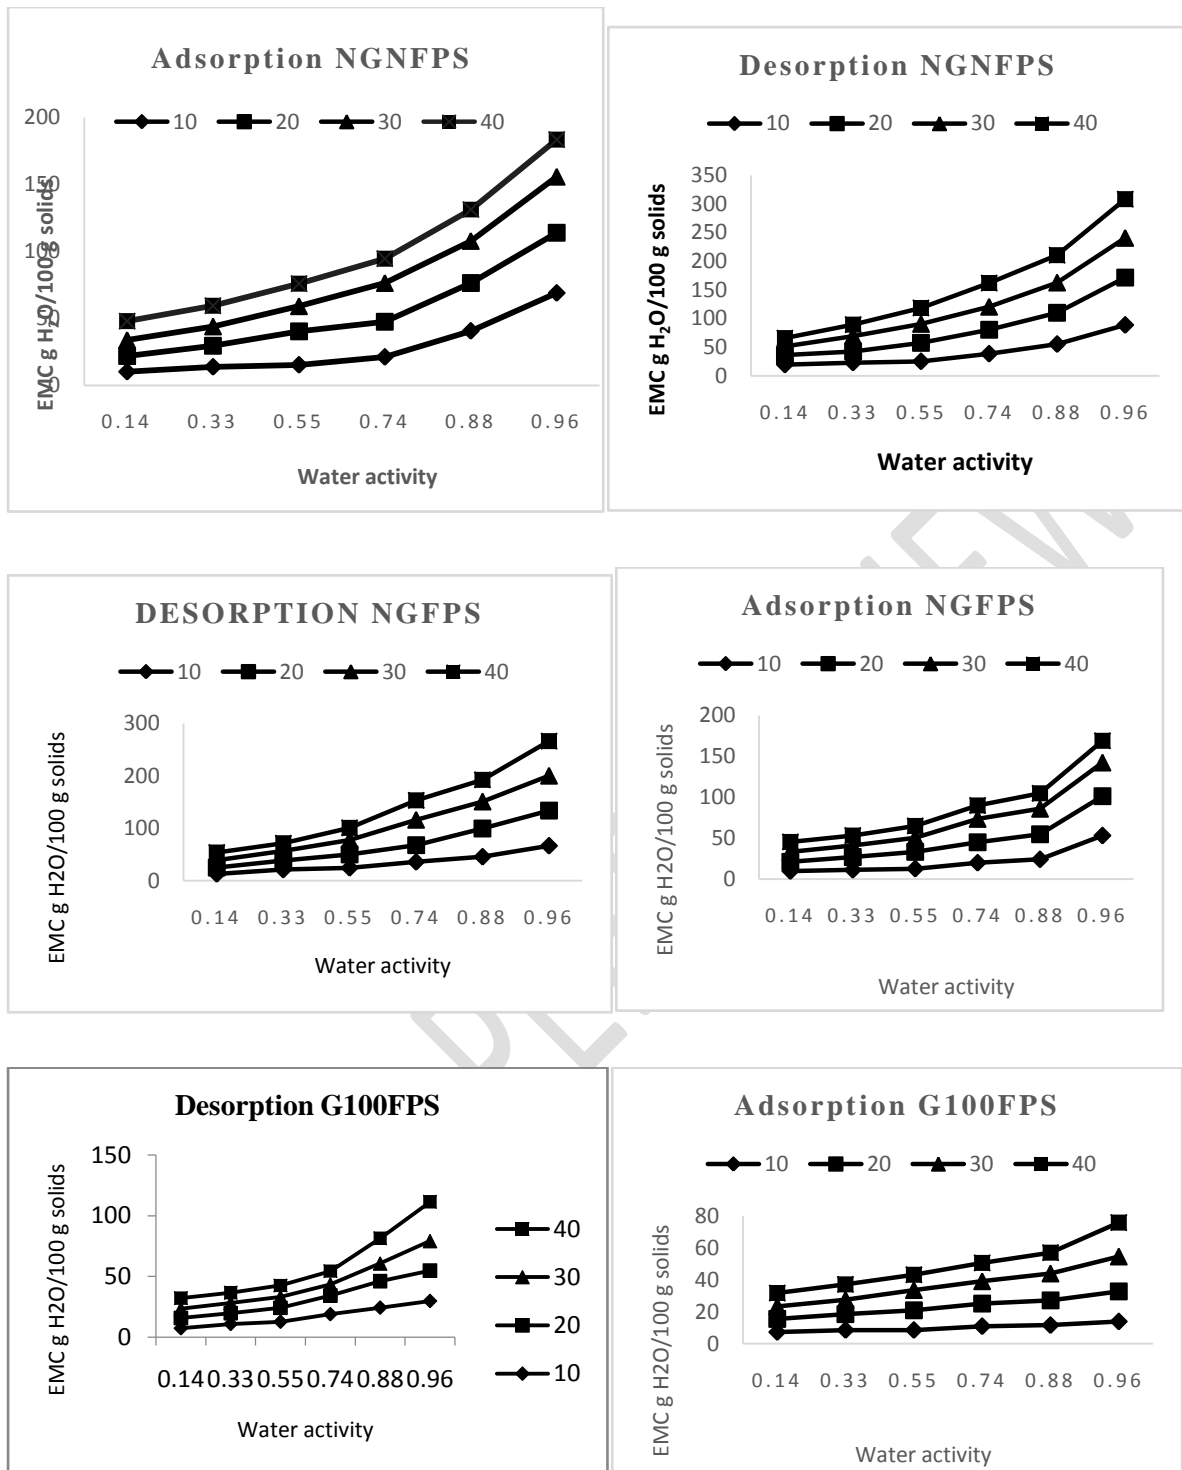 Adsorption NGNFPS
10 20 30 40
200
150
100
50
0
EMC g H2O/100g solids
0.14 0.33 0.55 0.74 0.88 0.96
Water activity
Desorption NGNFPS
10 20 30 40
350
300
250
200
150
100
50
0
EMC g H₂O/100 g solids
0.14 0.33 0.55 0.74 0.88 0.96
Water activity
DESORPTION NGFPS
10 20 30 40
300
200
100
0
EMC g H2O/100 g solids
0.14 0.33 0.55 0.74 0.88 0.96
Water activity
Adsorption NGFPS
10 20 30 40
200
150
100
50
0
EMC g H2O/100 g solids
0.14 0.33 0.55 0.74 0.88 0.96
Water activity
Desorption G100FPS
150
100
50
0
EMC g H2O/100 g solids
0.14 0.33 0.55 0.74 0.88 0.96
Water activity
40
30
20
10
Adsorption G100FPS
10 20 30 40
80
60
40
20
0
EMC g H2O/100 g solids
0.14 0.33 0.55 0.74 0.88 0.96
Water activity